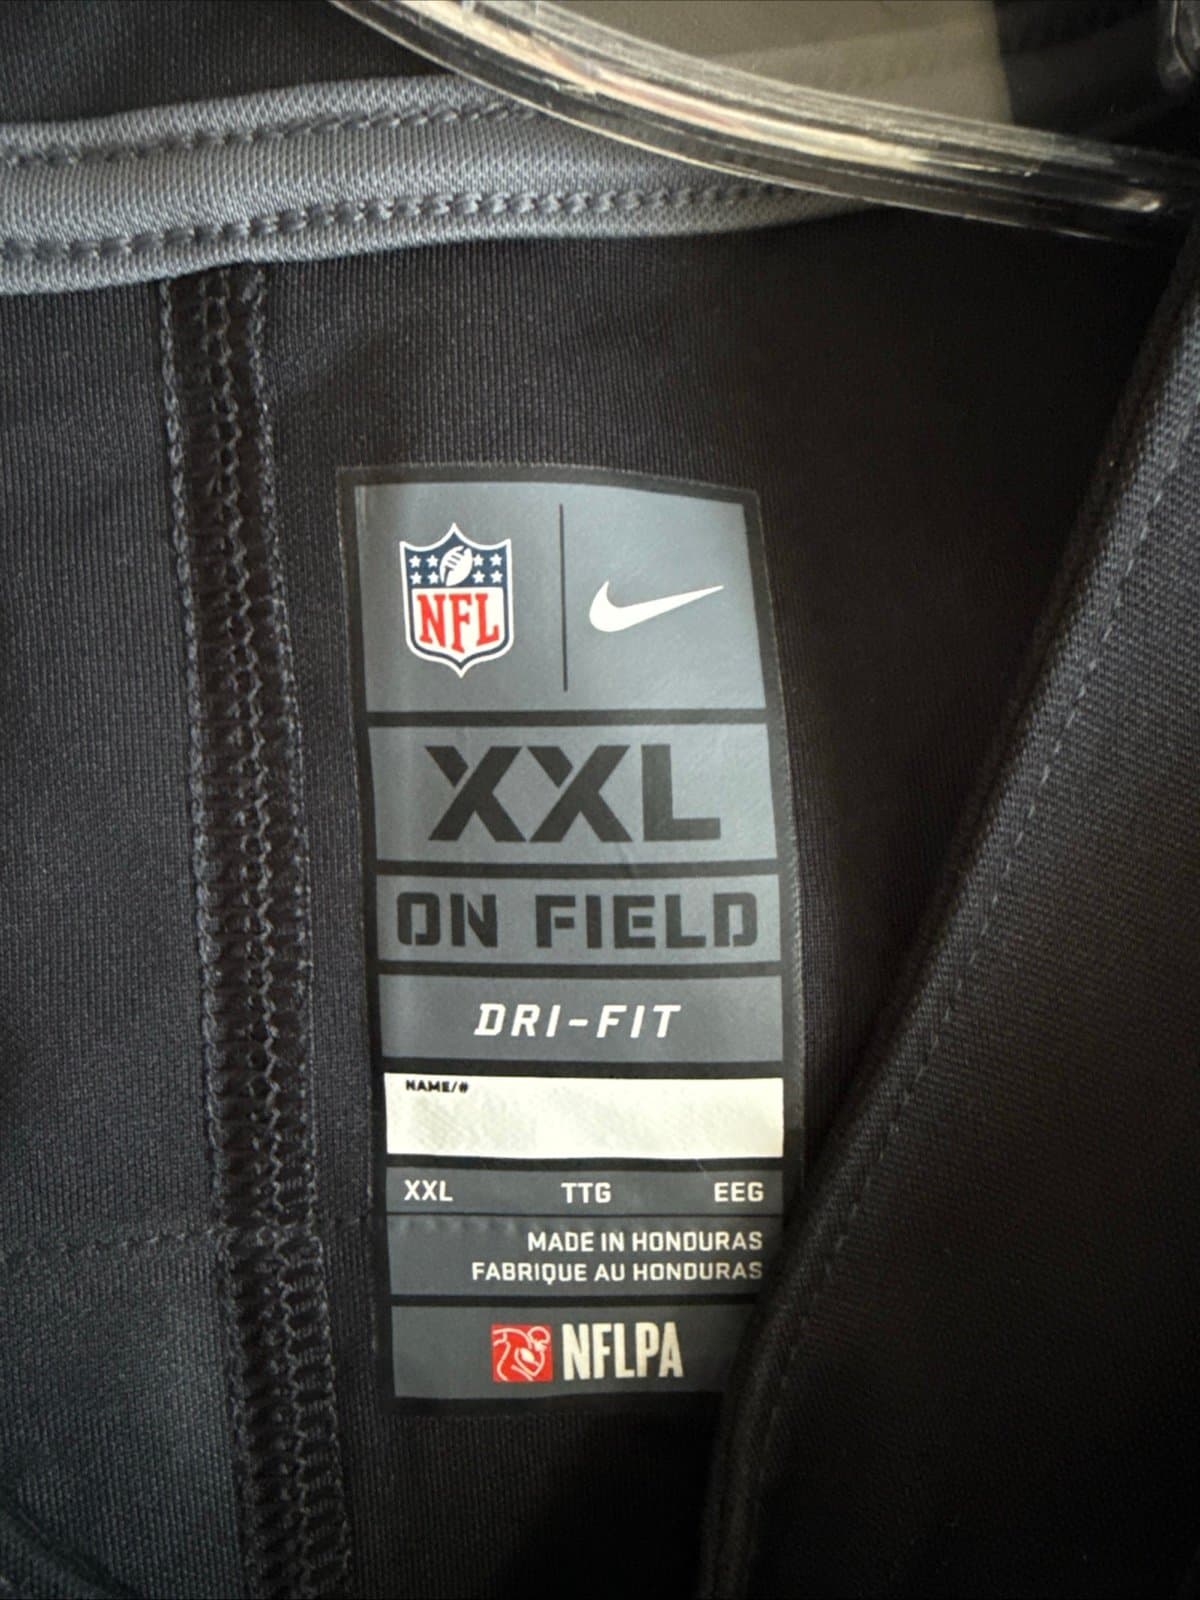 NFL
XXL
ON FIELD
DRI-FIT
NAME/#
XXL TTG EEG
MADE IN HONDURAS
FABRIQUE AU HONDURAS
NFLPA